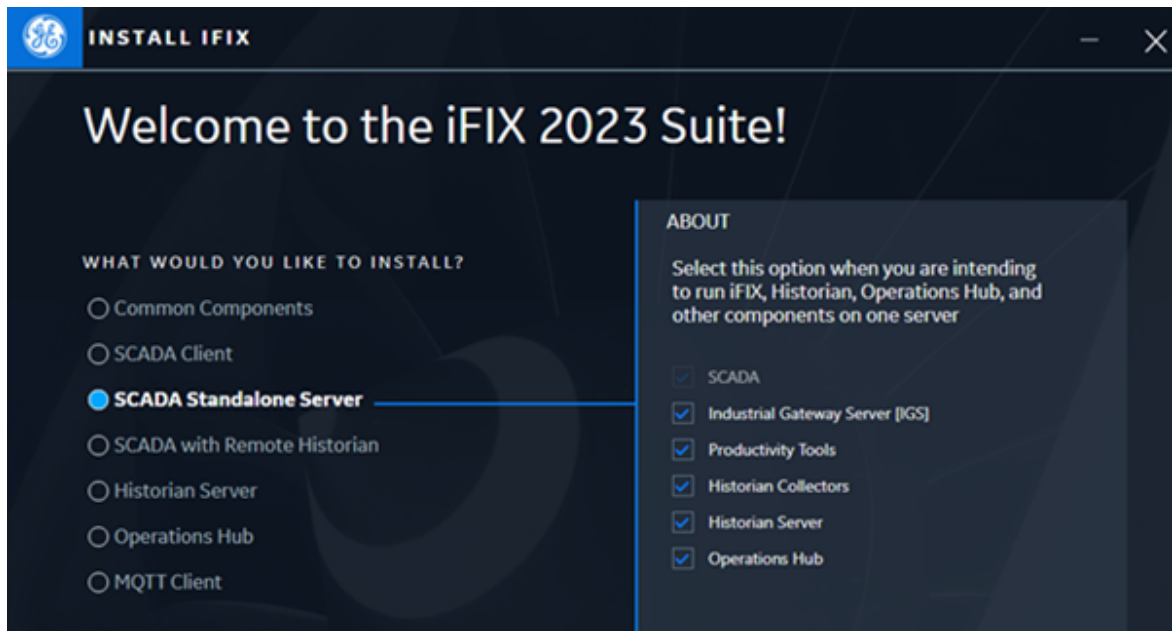 INSTALL IFIX
Welcome to the iFIX 2023 Suite!
WHAT WOULD YOU LIKE TO INSTALL?
Common Components
SCADA Client
SCADA Standalone Server
SCADA with Remote Historian
Historian Server
Operations Hub
MQTT Client
ABOUT
Select this option when you are intending
to run iFIX, Historian, Operations Hub, and
other components on one server
SCADA
Industrial Gateway Server [IGS]
Productivity Tools
Historian Collectors
Historian Server
Operations Hub